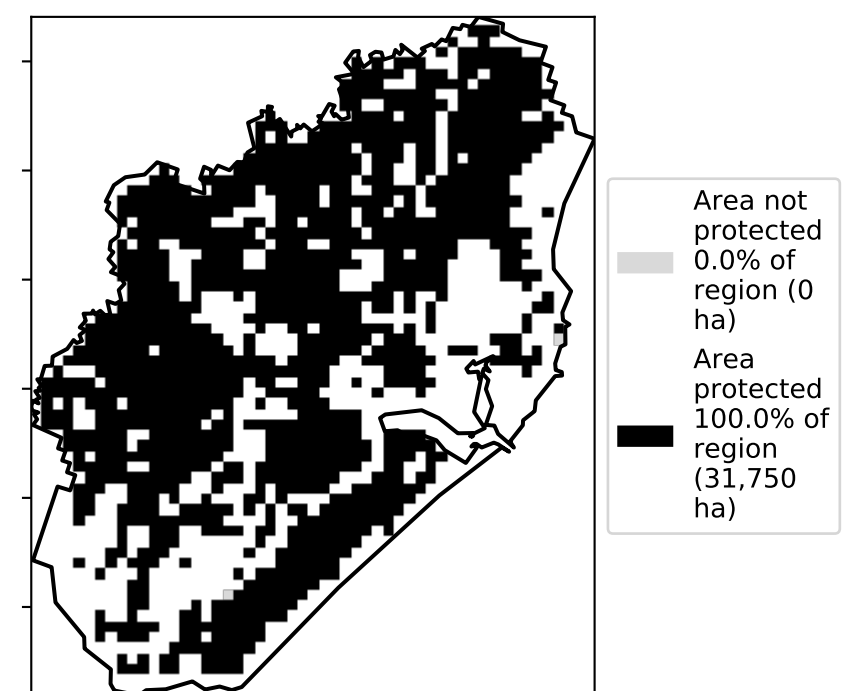 Area not
protected
0.0% of
region (0
ha)
Area
protected
100.0% of
region
(31,750
ha)